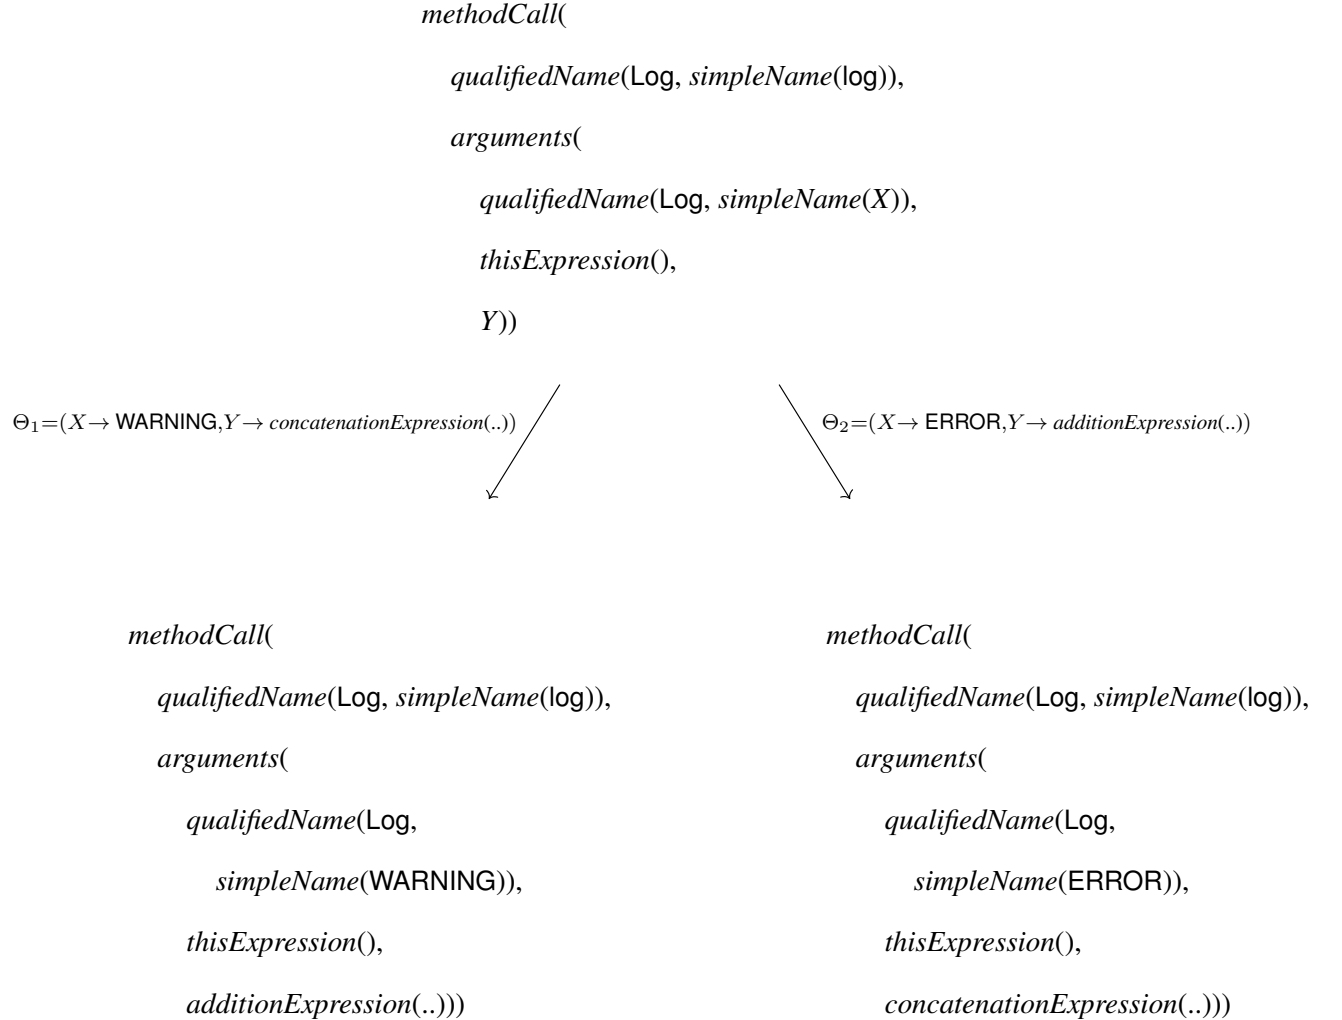 methodCall(
qualifiedName(Log, simpleName(log)),
arguments(
qualifiedName(Log, simpleName(X)),
thisExpression(),
Y))
Θ₁=(X→ WARNING,Y→ concatenationExpression(..))
Θ₂=(X→ ERROR,Y→ additionExpression(..))
methodCall(
qualifiedName(Log, simpleName(log)),
arguments(
qualifiedName(Log,
simpleName(WARNING)),
thisExpression(),
additionExpression(..)))
methodCall(
qualifiedName(Log, simpleName(log)),
arguments(
qualifiedName(Log,
simpleName(ERROR)),
thisExpression(),
concatenationExpression(..)))